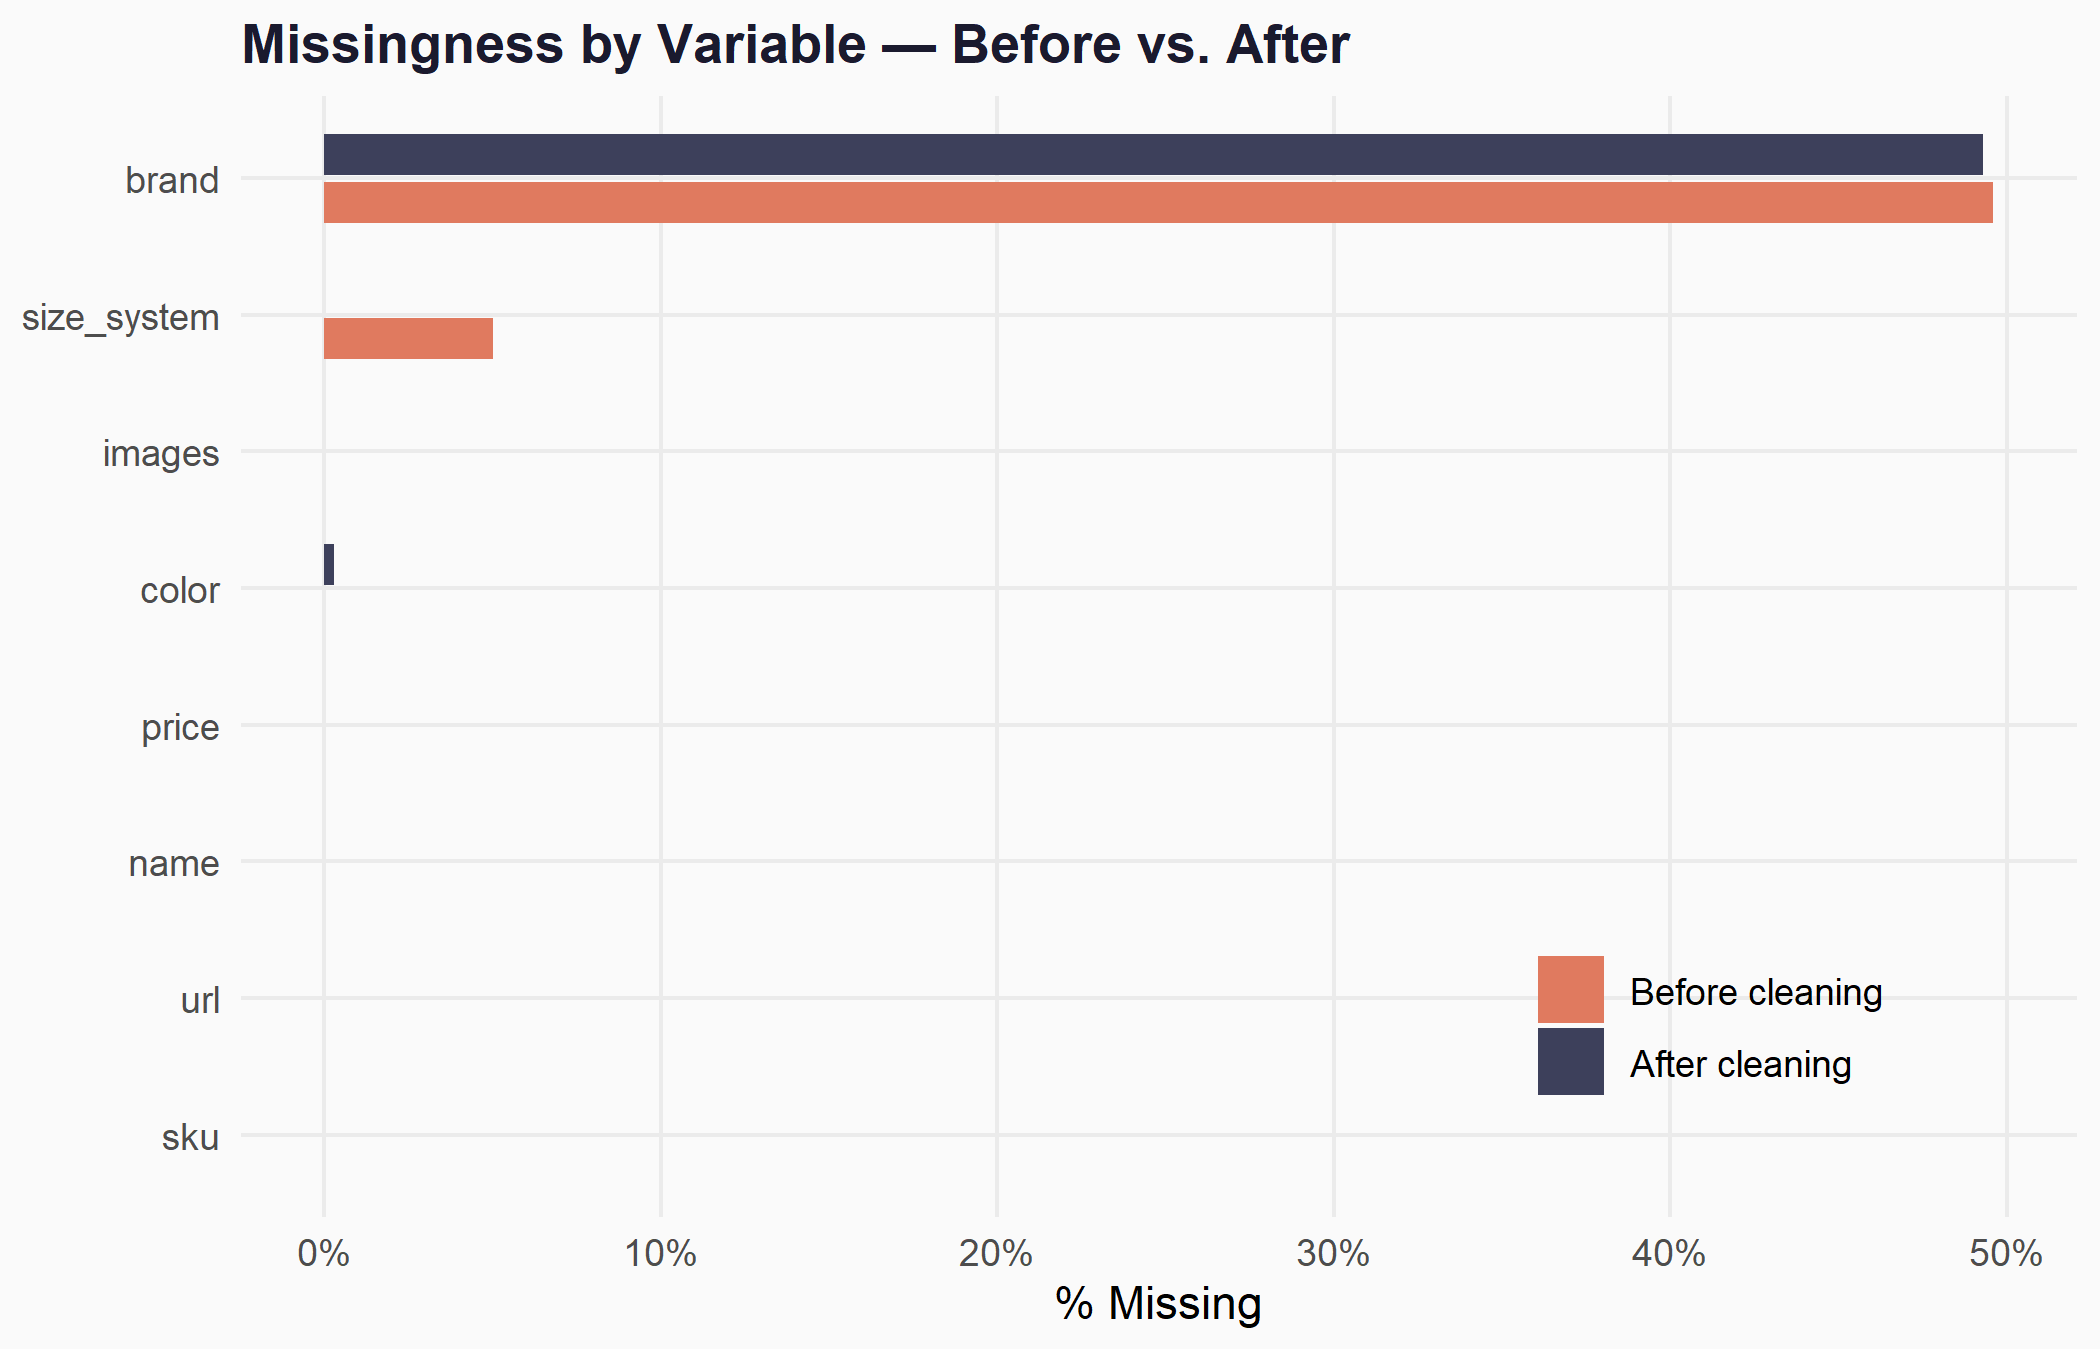 Missingness by Variable — Before vs. After
brand
size_system
images
color
price
name
url
sku
Before cleaning
After cleaning
0% 10% 20% 30% 40% 50%
% Missing